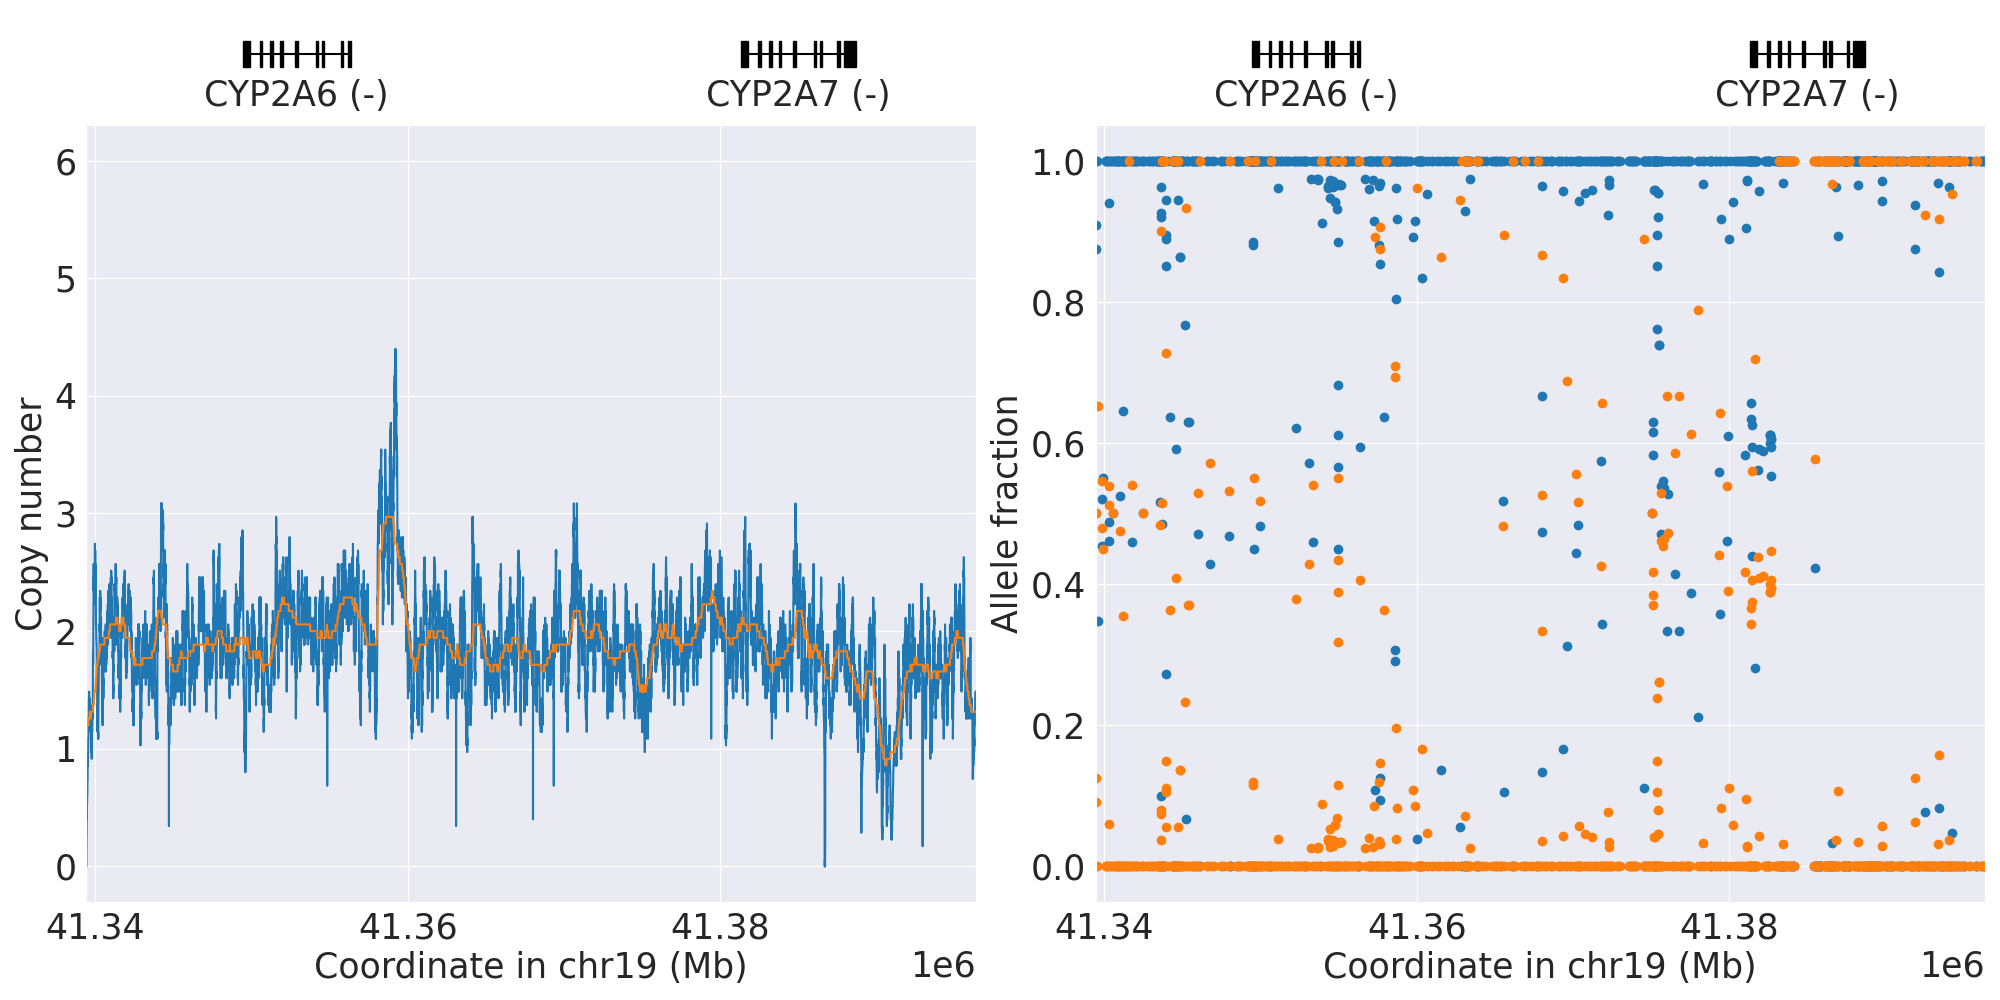 CYP2A6 (-)
CYP2A7 (-)
CYP2A6 (-)
CYP2A7 (-)
Copy number
6
5
4
3
2
1
0
41.34
41.36
41.38
Coordinate in chr19 (Mb)
1e6
Allele fraction
1.0
0.8
0.6
0.4
0.2
0.0
41.34
41.36
41.38
Coordinate in chr19 (Mb)
1e6